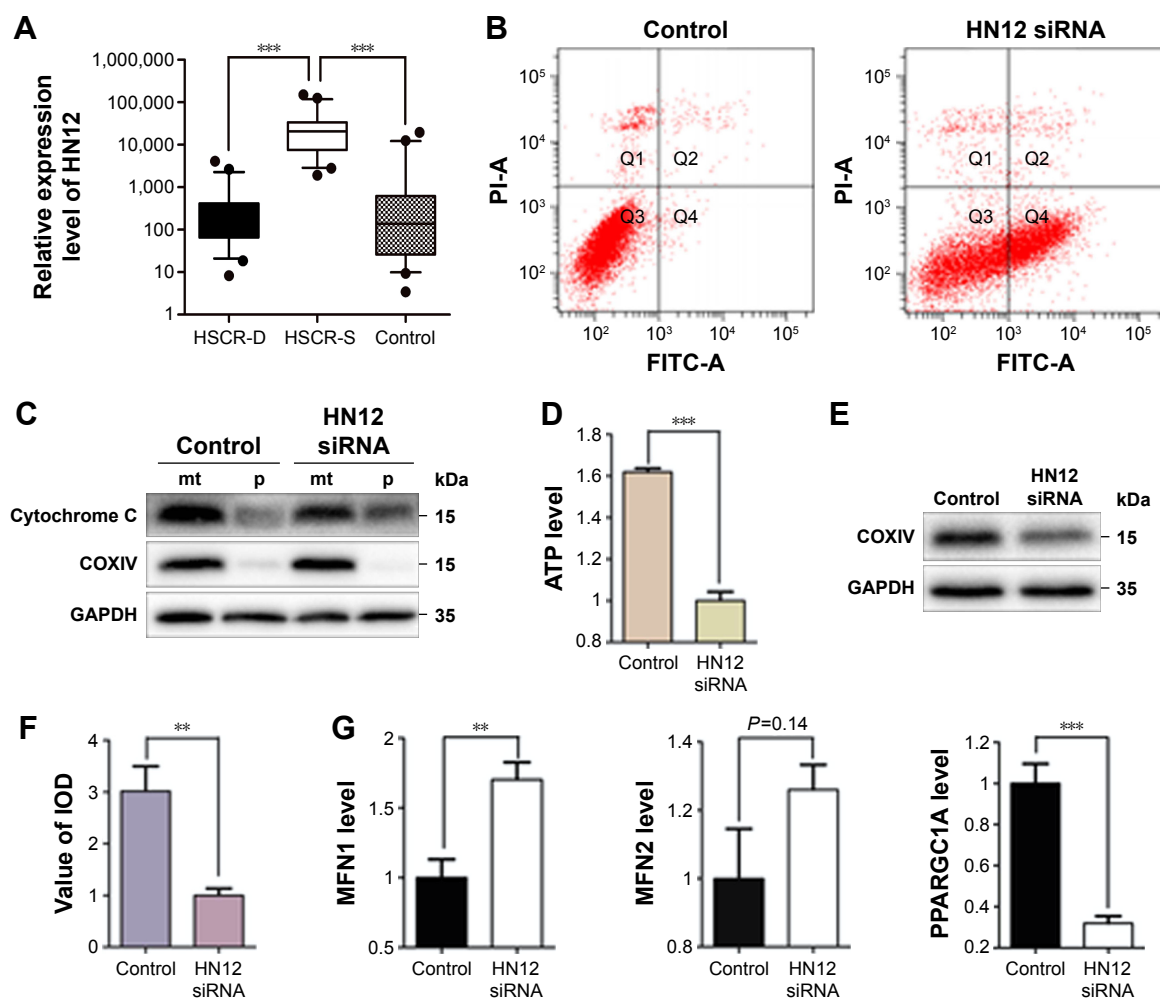 A
Relative expression
level of HN12
1,000,000
100,000
10,000
1,000
100
10
1
*** ***
HSCR-D HSCR-S Control
B
Control HN12 siRNA
PI-A
10⁵
10⁴
10³
10²
Q1 Q2
Q3 Q4
10² 10³ 10⁴ 10⁵
FITC-A
PI-A
10⁵
10⁴
10³
10²
Q1 Q2
Q3 Q4
10² 10³ 10⁴ 10⁵
FITC-A
C
Control HN12
siRNA
mt p mt p kDa
Cytochrome C 15
COXIV 15
GAPDH 35
D
ATP level
1.8
1.6
1.4
1.2
1
0.8
***
Control HN12
siRNA
E
Control HN12
siRNA
kDa
COXIV 15
GAPDH 35
F
Value of IOD
4
3
2
1
0
**
Control HN12
siRNA
G
MFN1 level
2
1.5
1
0.5
**
Control HN12
siRNA
MFN2 level
1.4
1.2
1
0.8
P=0.14
Control HN12
siRNA
PPARGC1A level
1.2
1
0.8
0.6
0.4
0.2
***
Control HN12
siRNA